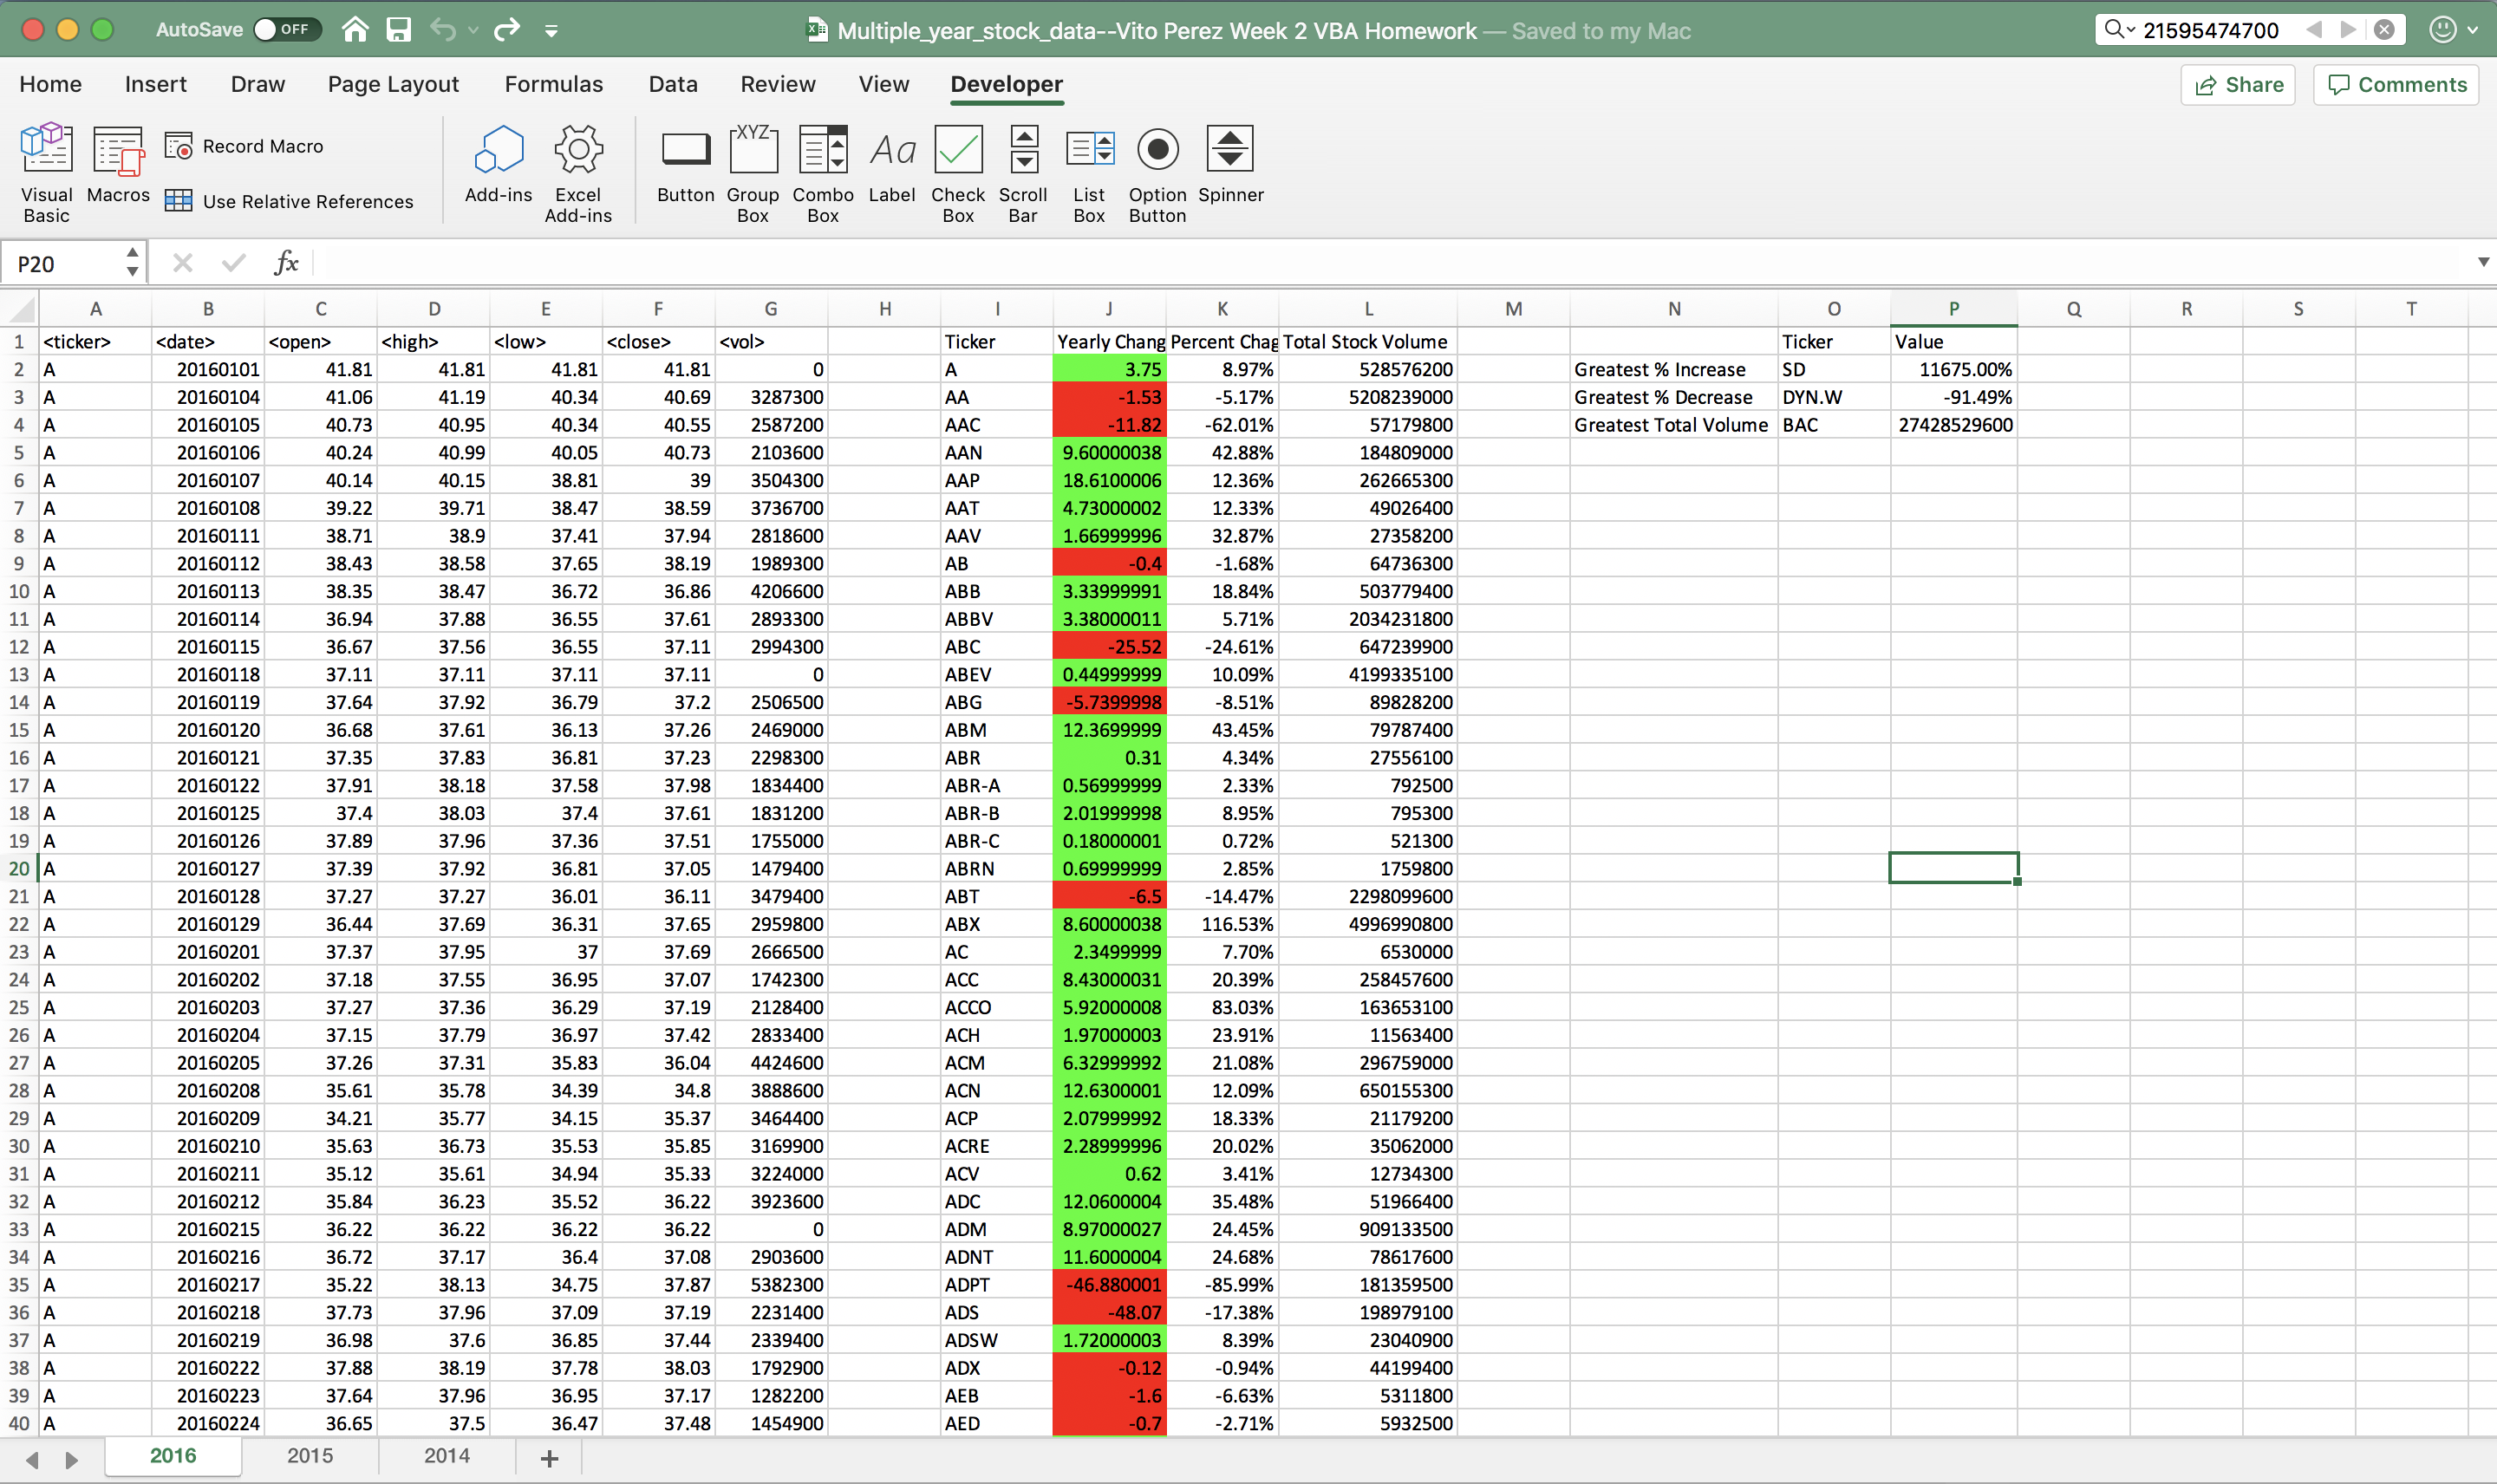 AutoSave OFF Multiple_year_stock_data--Vito Perez Week 2 VBA Homework — Saved to my Mac 21595474700
Home Insert Draw Page Layout Formulas Data Review View Developer Share Comments
Visual Basic Macros Record Macro Use Relative References Add-ins Excel Add-ins Button XYZ Group Box Combo Box Aa Label Check Box Scroll Bar List Box Option Button Spinner
P20 fx
A B C D E F G H I J K L M N O P Q R S T
1 <ticker> <date> <open> <high> <low> <close> <vol> Ticker Yearly Chang Percent Chag Total Stock Volume Ticker Value
2 A 20160101 41.81 41.81 41.81 41.81 0 A 3.75 8.97% 528576200 Greatest % Increase SD 11675.00%
3 A 20160104 41.06 41.19 40.34 40.69 3287300 AA -1.53 -5.17% 5208239000 Greatest % Decrease DYN.W -91.49%
4 A 20160105 40.73 40.95 40.34 40.55 2587200 AAC -11.82 -62.01% 57179800 Greatest Total Volume BAC 27428529600
5 A 20160106 40.24 40.99 40.05 40.73 2103600 AAN 9.60000038 42.88% 184809000
6 A 20160107 40.14 40.15 38.81 39 3504300 AAP 18.6100006 12.36% 262665300
7 A 20160108 39.22 39.71 38.47 38.59 3736700 AAT 4.73000002 12.33% 49026400
8 A 20160111 38.71 38.9 37.41 37.94 2818600 AAV 1.66999996 32.87% 27358200
9 A 20160112 38.43 38.58 37.65 38.19 1989300 AB -0.4 -1.68% 64736300
10 A 20160113 38.35 38.47 36.72 36.86 4206600 ABB 3.33999991 18.84% 503779400
11 A 20160114 36.94 37.88 36.55 37.61 2893300 ABBV 3.38000011 5.71% 2034231800
12 A 20160115 36.67 37.56 36.55 37.11 2994300 ABC -25.52 -24.61% 647239900
13 A 20160118 37.11 37.11 37.11 37.11 0 ABEV 0.44999999 10.09% 4199335100
14 A 20160119 37.64 37.92 36.79 37.2 2506500 ABG -5.7399998 -8.51% 89828200
15 A 20160120 36.68 37.61 36.13 37.26 2469000 ABM 12.3699999 43.45% 79787400
16 A 20160121 37.35 37.83 36.81 37.23 2298300 ABR 0.31 4.34% 27556100
17 A 20160122 37.91 38.18 37.58 37.98 1834400 ABR-A 0.56999999 2.33% 792500
18 A 20160125 37.4 38.03 37.4 37.61 1831200 ABR-B 2.01999998 8.95% 795300
19 A 20160126 37.89 37.96 37.36 37.51 1755000 ABR-C 0.18000001 0.72% 521300
20 A 20160127 37.39 37.92 36.81 37.05 1479400 ABRN 0.69999999 2.85% 1759800
21 A 20160128 37.27 37.27 36.01 36.11 3479400 ABT -6.5 -14.47% 2298099600
22 A 20160129 36.44 37.69 36.31 37.65 2959800 ABX 8.60000038 116.53% 4996990800
23 A 20160201 37.37 37.95 37 37.69 2666500 AC 2.3499999 7.70% 6530000
24 A 20160202 37.18 37.55 36.95 37.07 1742300 ACC 8.43000031 20.39% 258457600
25 A 20160203 37.27 37.36 36.29 37.19 2128400 ACCO 5.92000008 83.03% 163653100
26 A 20160204 37.15 37.79 36.97 37.42 2833400 ACH 1.97000003 23.91% 11563400
27 A 20160205 37.26 37.31 35.83 36.04 4424600 ACM 6.32999992 21.08% 296759000
28 A 20160208 35.61 35.78 34.39 34.8 3888600 ACN 12.6300001 12.09% 650155300
29 A 20160209 34.21 35.77 34.15 35.37 3464400 ACP 2.07999992 18.33% 21179200
30 A 20160210 35.63 36.73 35.53 35.85 3169900 ACRE 2.28999996 20.02% 35062000
31 A 20160211 35.12 35.61 34.94 35.33 3224000 ACV 0.62 3.41% 12734300
32 A 20160212 35.84 36.23 35.52 36.22 3923600 ADC 12.0600004 35.48% 51966400
33 A 20160215 36.22 36.22 36.22 36.22 0 ADM 8.97000027 24.45% 909133500
34 A 20160216 36.72 37.17 36.4 37.08 2903600 ADNT 11.6000004 24.68% 78617600
35 A 20160217 35.22 38.13 34.75 37.87 5382300 ADPT -46.880001 -85.99% 181359500
36 A 20160218 37.73 37.96 37.09 37.19 2231400 ADS -48.07 -17.38% 198979100
37 A 20160219 36.98 37.6 36.85 37.44 2339400 ADSW 1.72000003 8.39% 23040900
38 A 20160222 37.88 38.19 37.78 38.03 1792900 ADX -0.12 -0.94% 44199400
39 A 20160223 37.64 37.96 36.95 37.17 1282200 AEB -1.6 -6.63% 5311800
40 A 20160224 36.65 37.5 36.47 37.48 1454900 AED -0.7 -2.71% 5932500
2016 2015 2014 +